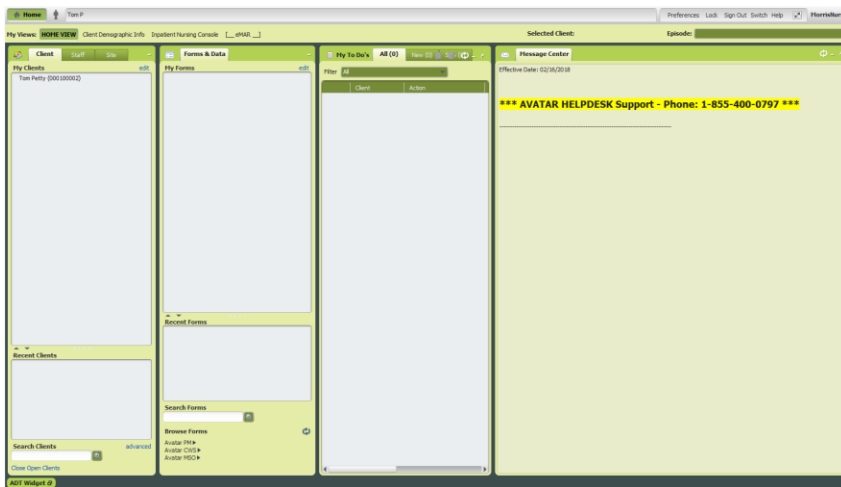 Home Tom P Preferences Lock Sign Out Switch Help
My Views: HOME VIEW Client Demographic Info Inpatient Nursing Console [__ eMAR __] Selected Client: Episode:
Client Staff Site
My Clients edit
Tom Petty (000100002)
Recent Clients
Search Clients advanced
Close Open Clients
Forms & Data
My Forms edit
Recent Forms
Search Forms
Browse Forms
Avatar PM
Avatar CWS
Avatar MSO
My To Do's All (0) New (0)
Filter All
Client Action
Message Center
Effective Date: 02/16/2018
*** AVATAR HELPDESK Support - Phone: 1-855-400-0797 ***
ADT Widget